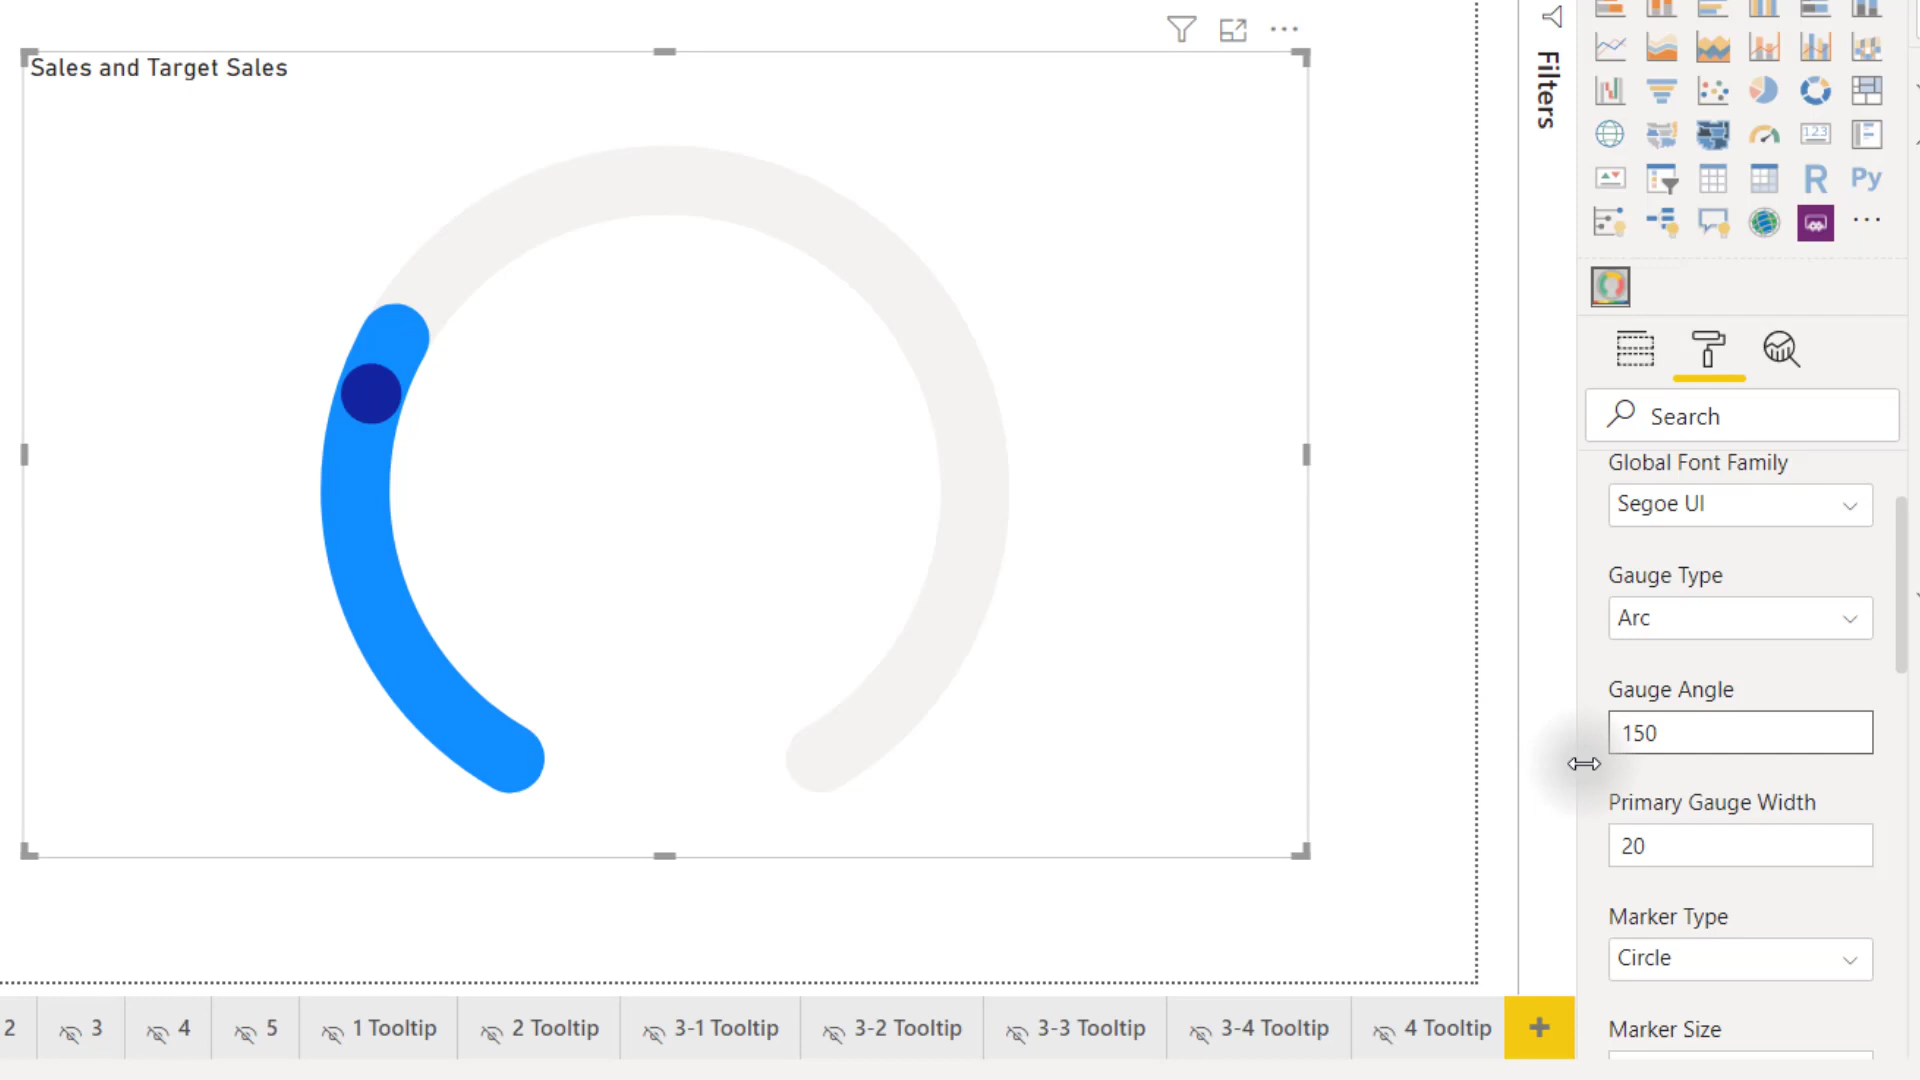 Sales and Target Sales
Filters
123
R
Py
Search
Global Font Family
Segoe UI
Gauge Type
Arc
Gauge Angle
150
Primary Gauge Width
20
Marker Type
Circle
Marker Size
2
3
4
5
1 Tooltip
2 Tooltip
3-1 Tooltip
3-2 Tooltip
3-3 Tooltip
3-4 Tooltip
4 Tooltip
+